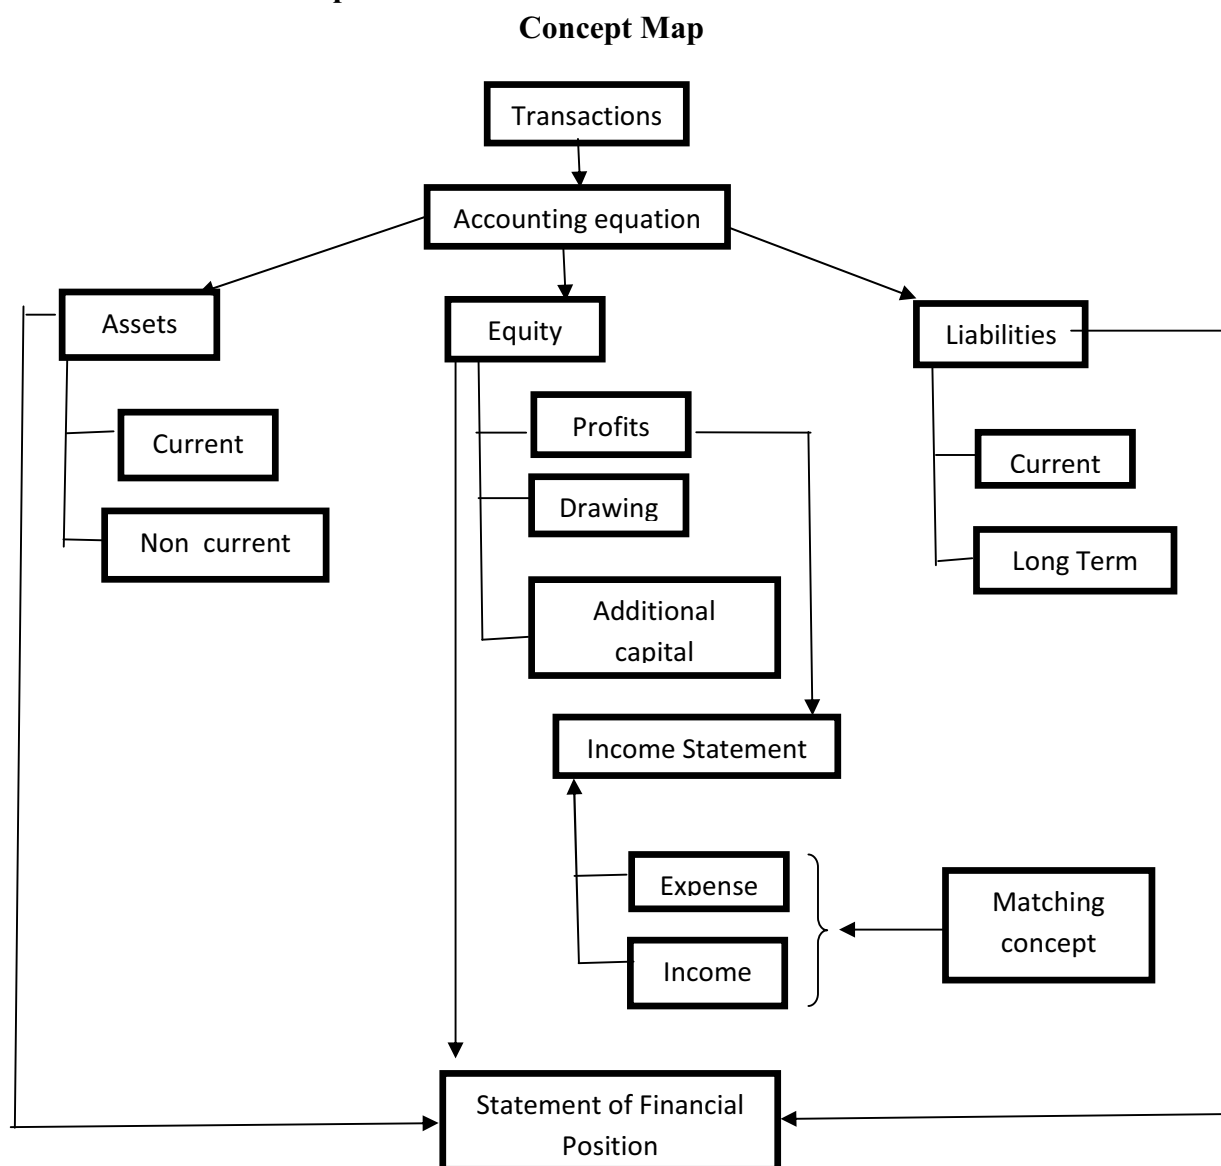 Concept Map
Transactions
Accounting equation
Assets
Equity
Liabilities
Profits
Current
Current
Drawing
Non current
Long Term
Additional
capital
Income Statement
Expense
Matching
concept
Income
Statement of Financial
Position